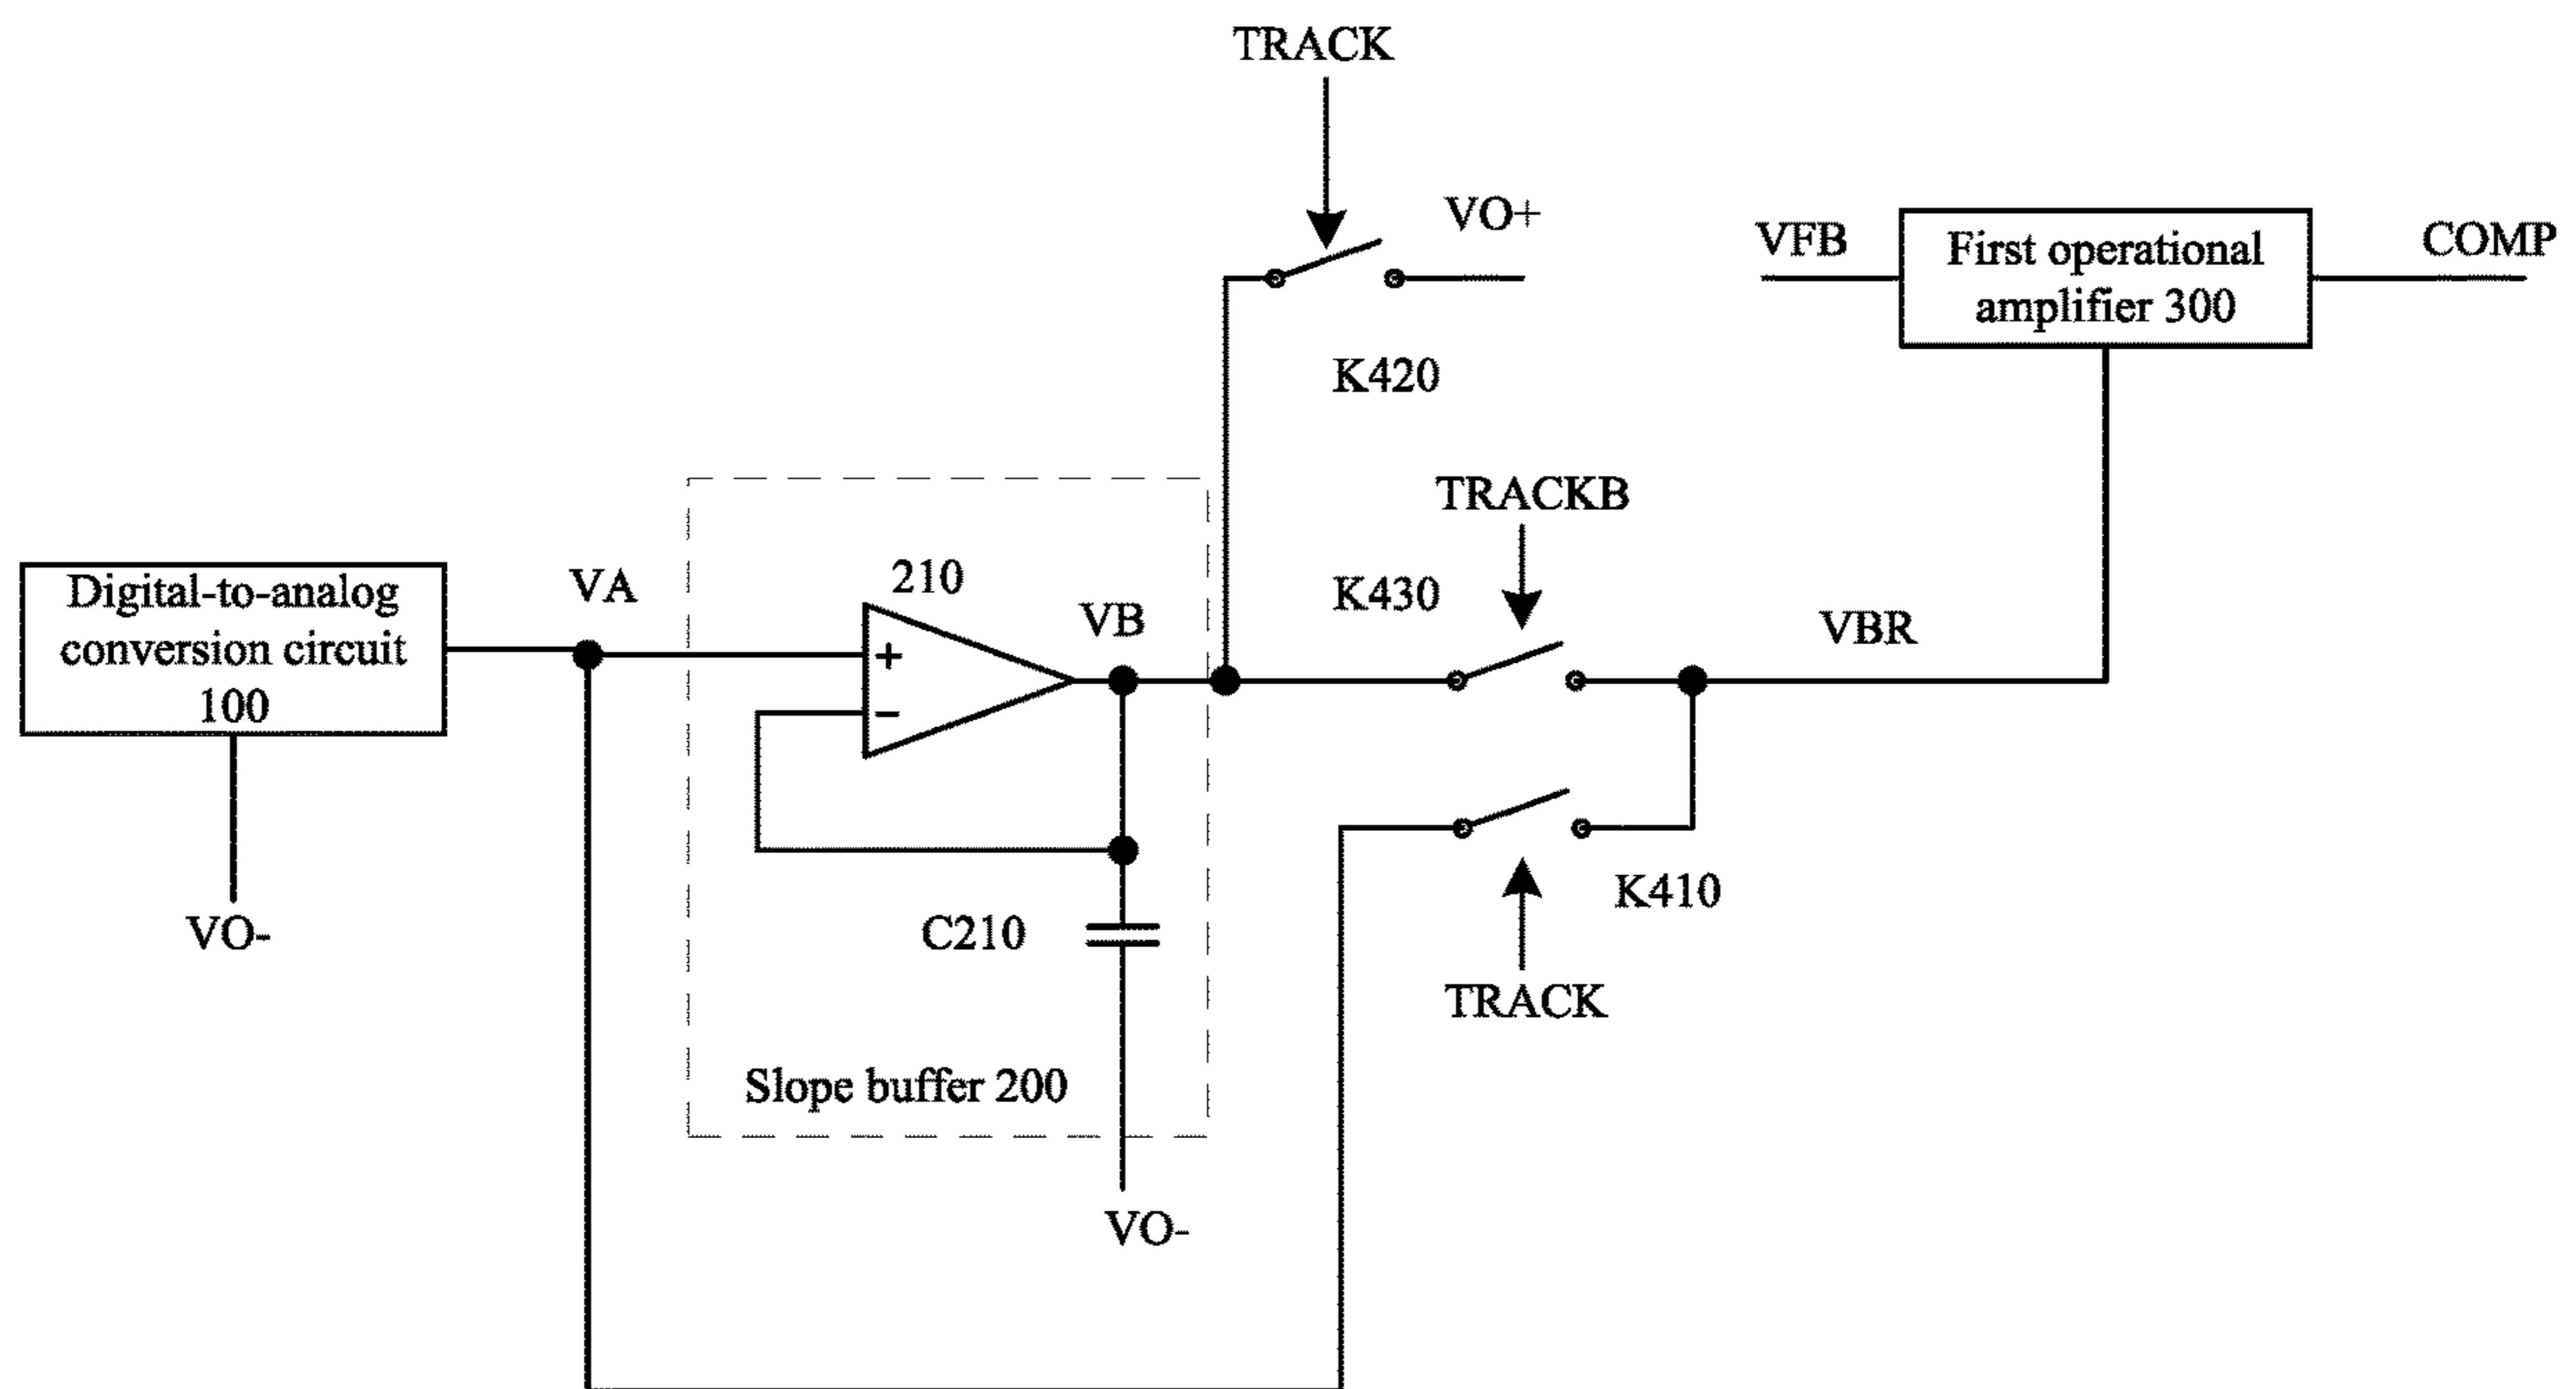 TRACK
VO+
K420
VFB
First operational
amplifier 300
COMP
TRACKB
K430
VBR
Digital-to-analog
conversion circuit
100
VO-
VA
210
+
−
VB
C210
Slope buffer 200
VO-
K410
TRACK